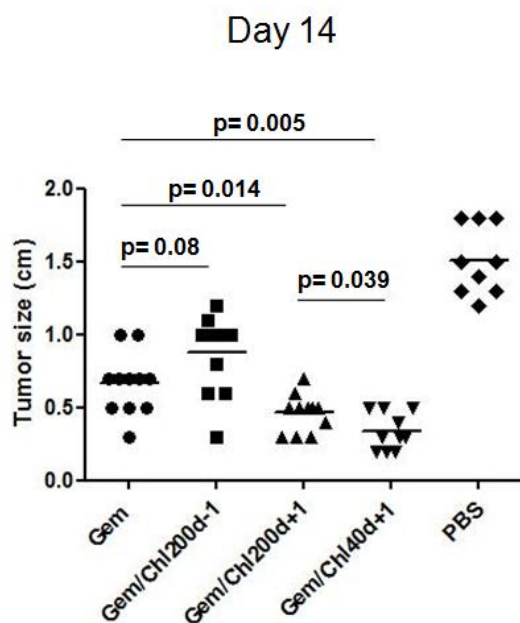 Day 14
p= 0.005
p= 0.014
p= 0.08
p= 0.039
Tumor size (cm)
2.0
1.5
1.0
0.5
0.0
Gem
Gem/Chl200d-1
Gem/Chl200d+1
Gem/Chl40d+1
PBS